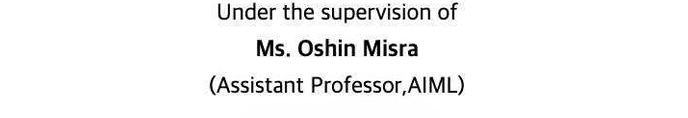 Under the supervision of
Ms. Oshin Misra
(Assistant Professor,AIML)